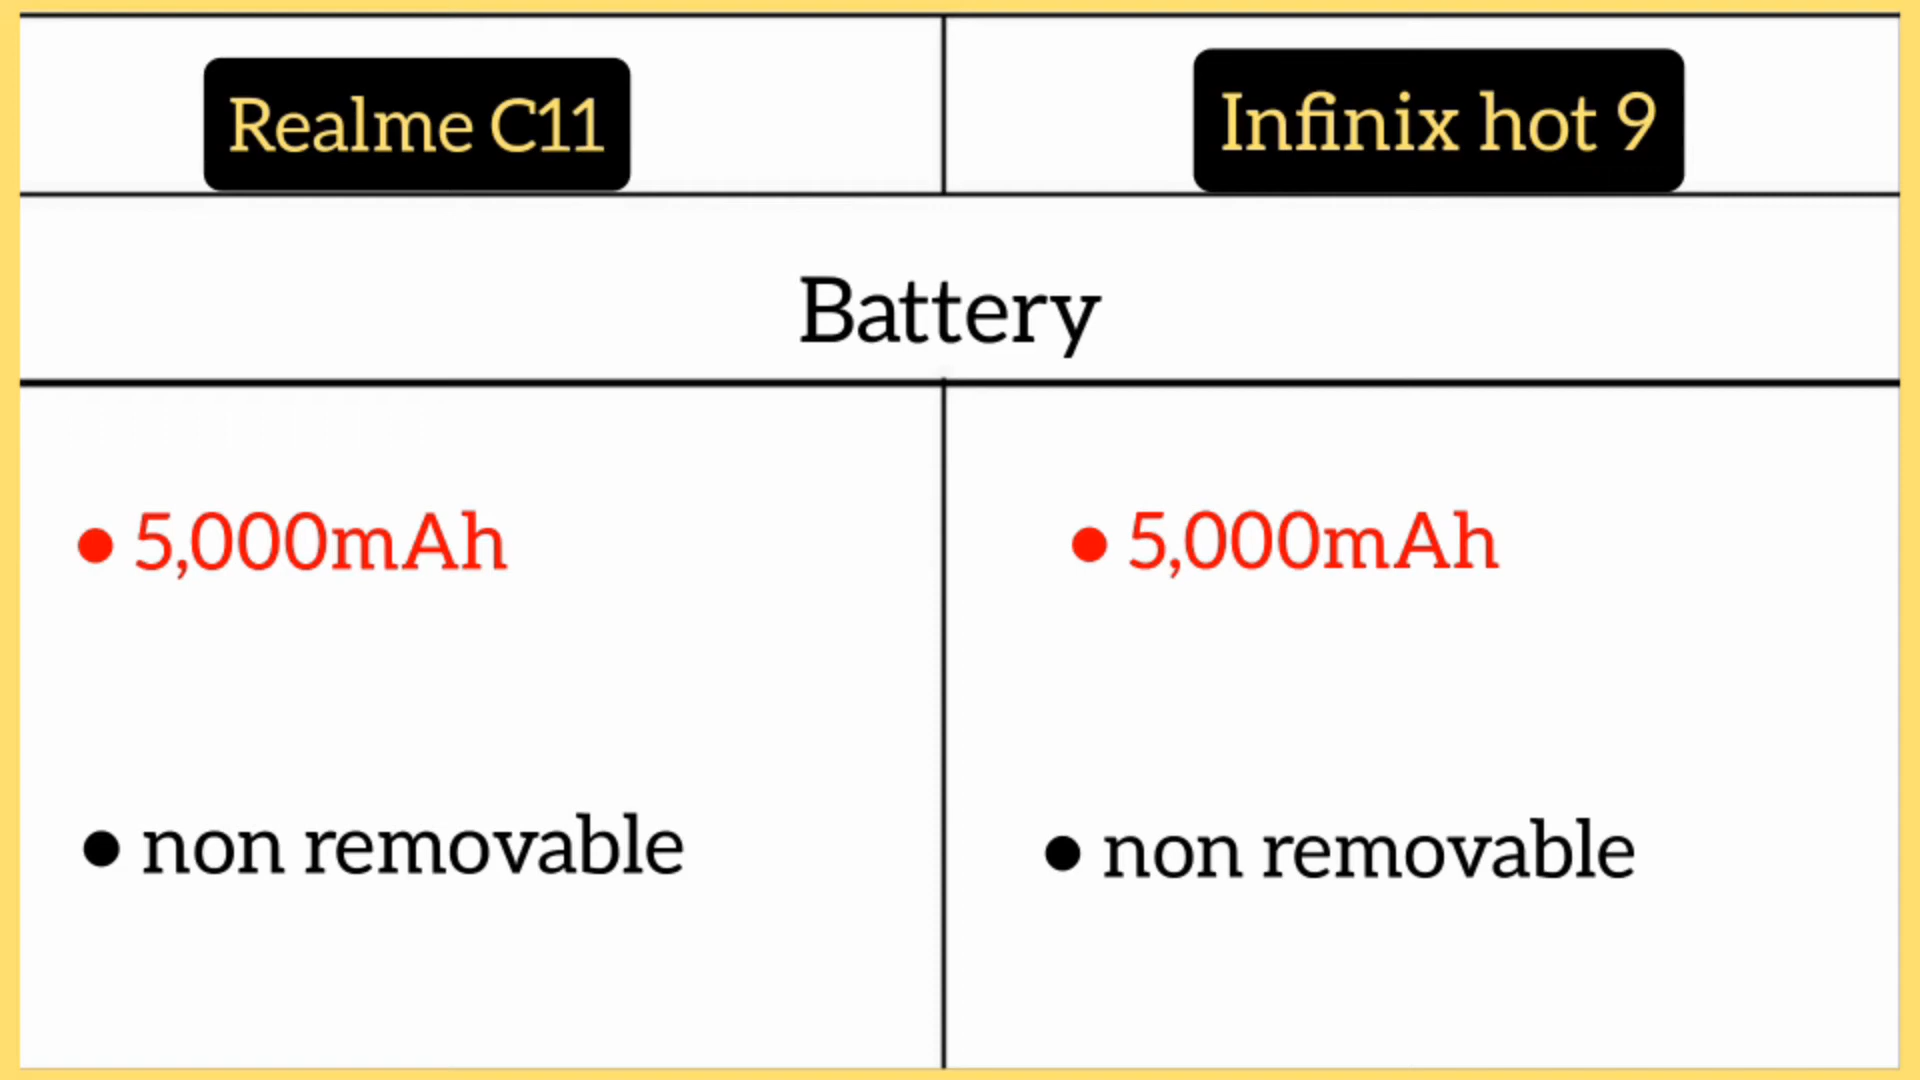 Realme C11
Infinix hot 9
Battery
• 5,000mAh
• 5,000mAh
• non removable
• non removable